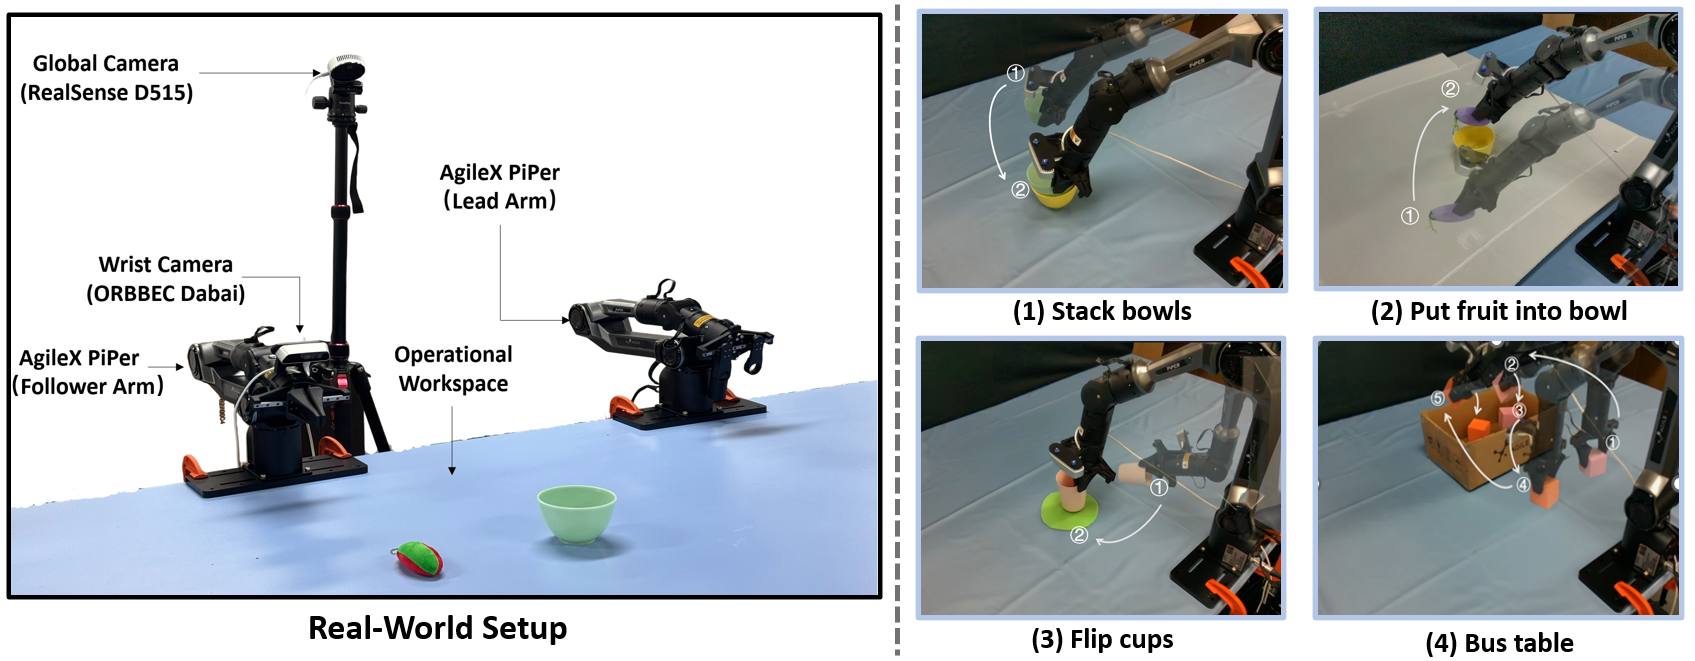 Global Camera
(RealSense D515)
AgileX PiPer
(Lead Arm)
Wrist Camera
(ORBBEC Dabai)
AgileX PiPer
(Follower Arm)
Operational
Workspace
Real-World Setup
①
②
PiPER
(1) Stack bowls
②
①
PiPER
(2) Put fruit into bowl
①
②
(3) Flip cups
②
⑤
③
①
④
(4) Bus table